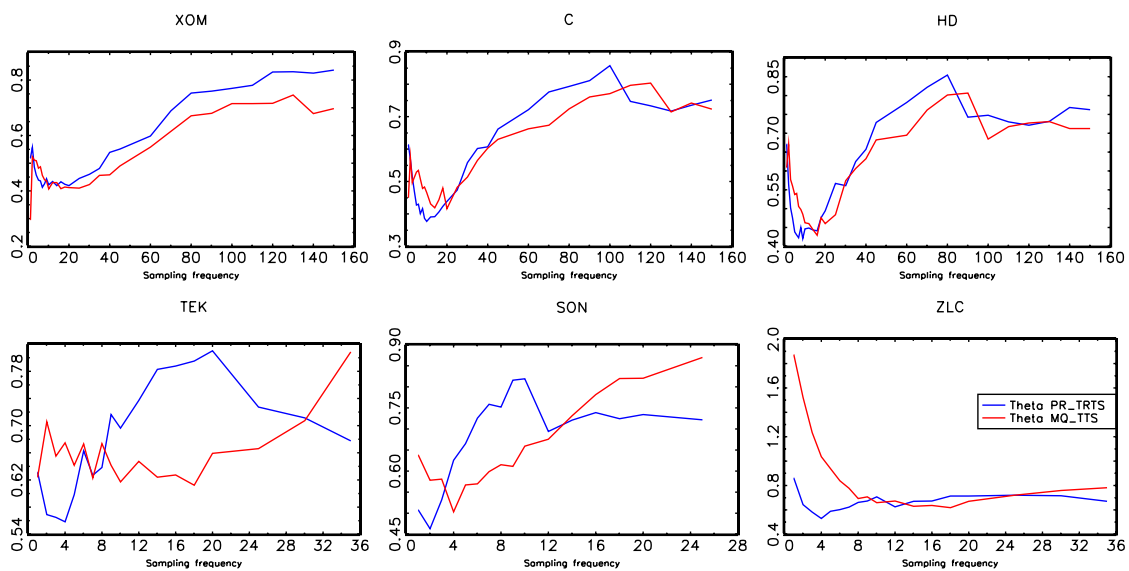 XOM
C
HD
0.2 0.4 0.6 0.8
0 20 40 60 80 100 120 140 160
Sampling frequency
0.3 0.5 0.7 0.9
0 20 40 60 80 100 120 140 160
Sampling frequency
0.40 0.55 0.70 0.85
0 20 40 60 80 100 120 140 160
Sampling frequency
TEK
SON
ZLC
0.54 0.62 0.70 0.78
0 4 8 12 16 20 24 28 32 36
Sampling frequency
0.45 0.60 0.75 0.90
0 4 8 12 16 20 24 28
Sampling frequency
0.4 0.8 1.2 1.6 2.0
0 4 8 12 16 20 24 28 32 36
Sampling frequency
Theta PR_TRTS
Theta MQ_TTS